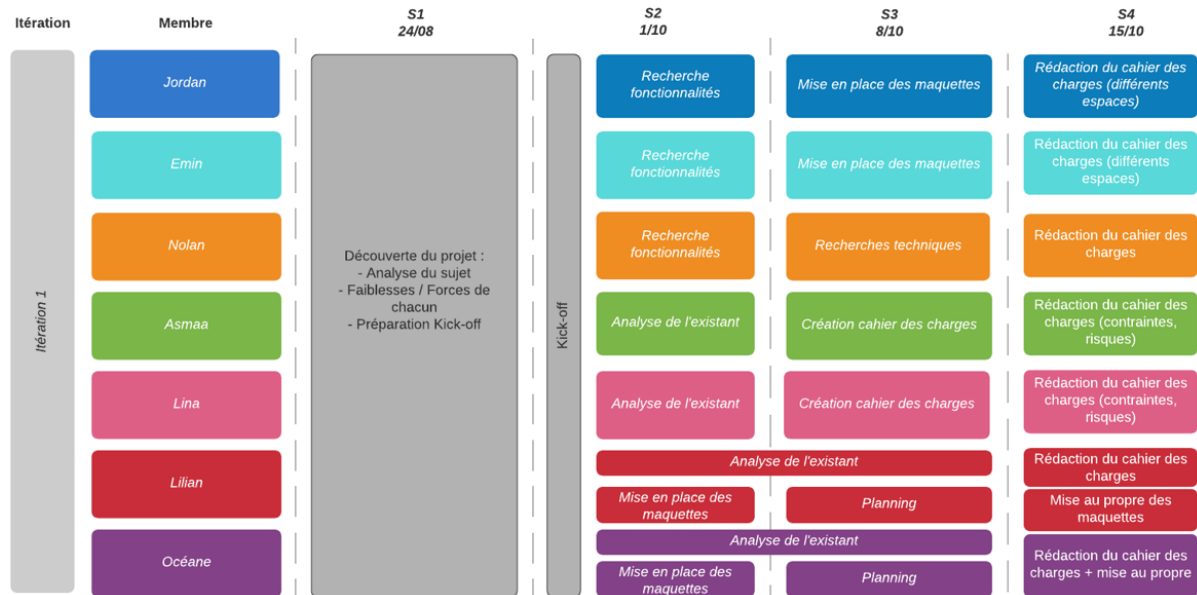 Itération
Membre
S1
24/08
S2
1/10
S3
8/10
S4
15/10
Itération 1
Jordan
Recherche
fonctionnalités
Mise en place des maquettes
Rédaction du cahier des
charges (différents
espaces)
Emin
Recherche
fonctionnalités
Mise en place des maquettes
Rédaction du cahier des
charges (différents
espaces)
Nolan
Recherche
fonctionnalités
Recherches techniques
Rédaction du cahier des
charges
Découverte du projet :
- Analyse du sujet
- Faiblesses / Forces de
chacun
- Préparation Kick-off
Kick-off
Asmaa
Analyse de l'existant
Création cahier des charges
Rédaction du cahier des
charges (contraintes,
risques)
Lina
Analyse de l'existant
Création cahier des charges
Rédaction du cahier des
charges (contraintes,
risques)
Lilian
Analyse de l'existant
Rédaction du cahier des
charges
Mise en place des
maquettes
Planning
Mise au propre des
maquettes
Océane
Analyse de l'existant
Rédaction du cahier des
charges + mise au propre
Mise en place des
maquettes
Planning